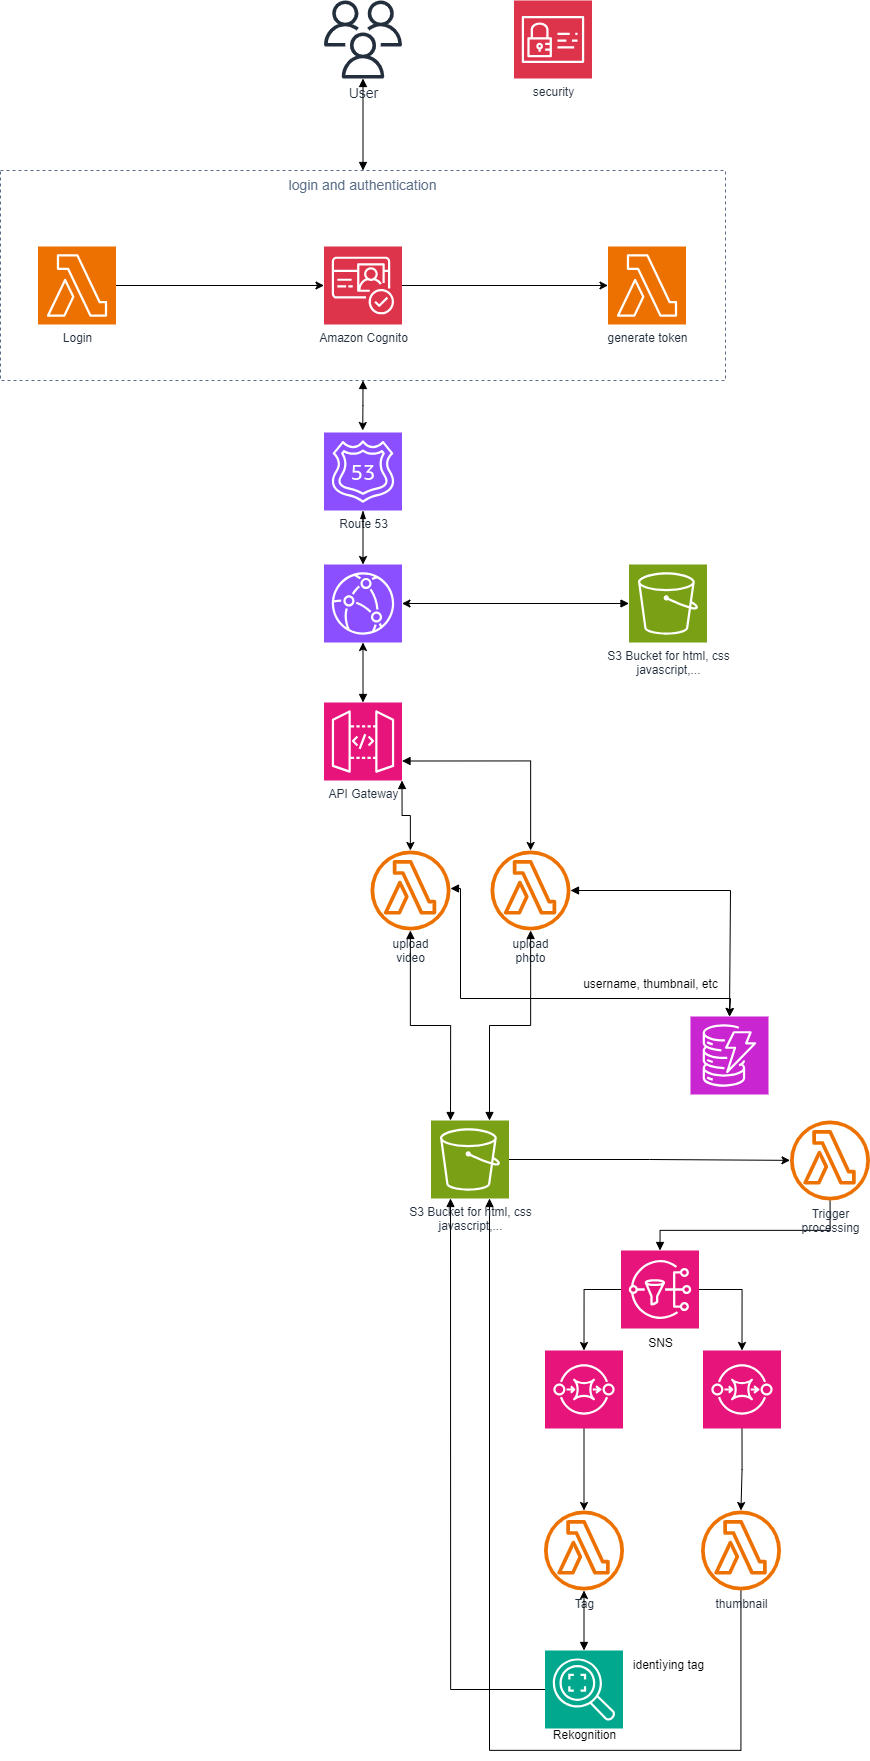 User
security
login and authentication
Login
Amazon Cognito
generate token
53
Route 53
S3 Bucket for html, css
javascript,...
</>
API Gateway
upload
video
upload
photo
username, thumbnail, etc
S3 Bucket for html, css
javascript,...
Trigger
processing
SNS
Tag
thumbnail
identiying tag
Rekognition